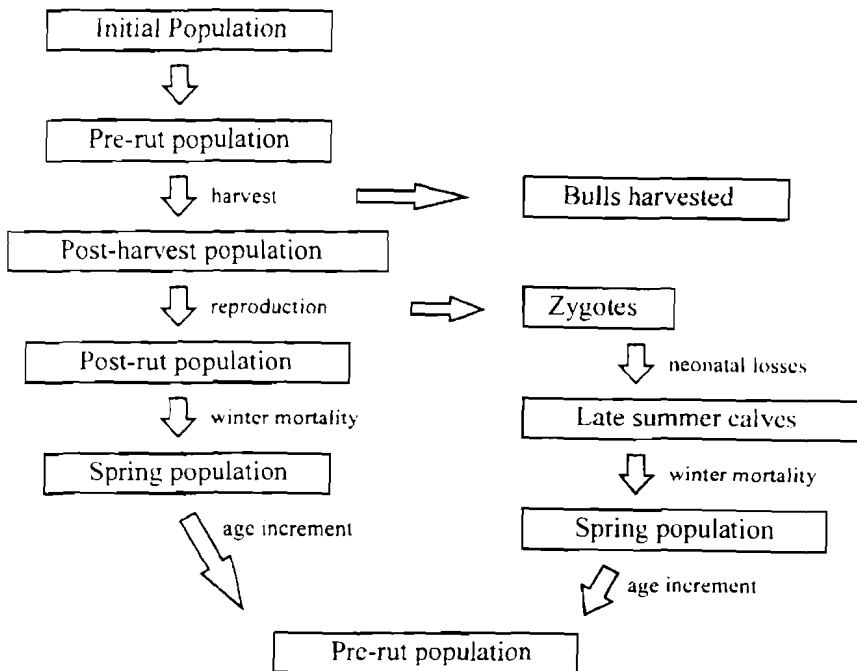 Initial Population
Pre-rut population
harvest
Bulls harvested
Post-harvest population
reproduction
Zygotes
Post-rut population
neonatal losses
winter mortality
Late summer calves
Spring population
winter mortality
age increment
Spring population
age increment
Pre-rut population